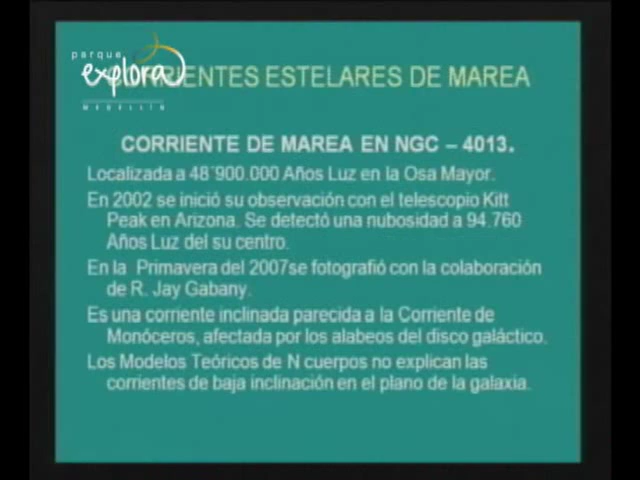 parque
explora
MEDELLÍN
CORRIENTES ESTELARES DE MAREA
CORRIENTE DE MAREA EN NGC – 4013.
Localizada a 48´900.000 Años Luz en la Osa Mayor.
En 2002 se inició su observación con el telescopio Kitt
Peak en Arizona. Se detectó una nubosidad a 94.760
Años Luz del su centro.
En la Primavera del 2007se fotografió con la colaboración
de R. Jay Gabany.
Es una corriente inclinada parecida a la Corriente de
Monóceros, afectada por los alabeos del disco galáctico.
Los Modelos Teóricos de N cuerpos no explican las
corrientes de baja inclinación en el plano de la galaxia.